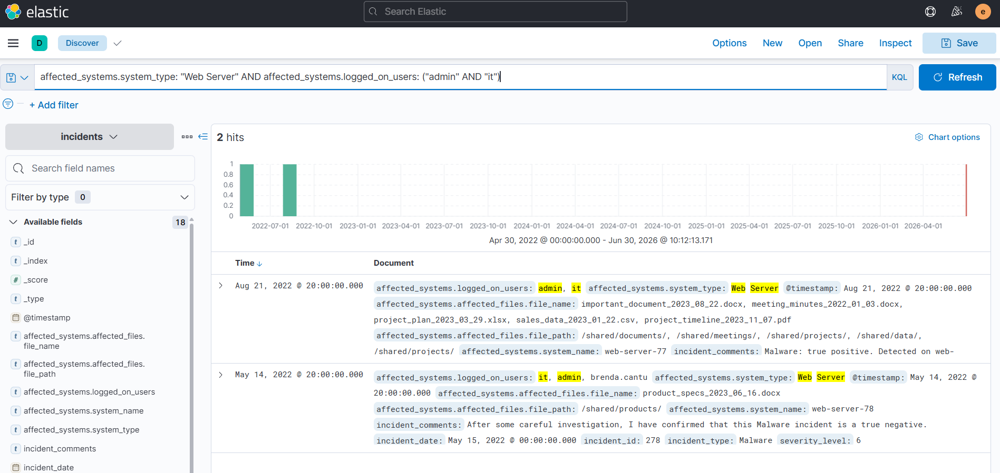 elastic
Search Elastic
e
D
Discover
Options
New
Open
Share
Inspect
Save
affected_systems.system_type: "Web Server" AND affected_systems.logged_on_users: ("admin" AND "it")
KQL
Refresh
+ Add filter
incidents
Search field names
Filter by type 0
Available fields 18
t _id
t _index
# _score
t _type
@timestamp
t affected_systems.affected_files.
file_name
t affected_systems.affected_files.
file_path
t affected_systems.logged_on_users
t affected_systems.system_name
t affected_systems.system_type
t incident_comments
incident_date
2 hits
Chart options
1
0.8
0.6
0.4
0.2
0
2022-07-01 2022-10-01 2023-01-01 2023-04-01 2023-07-01 2023-10-01 2024-01-01 2024-04-01 2024-07-01 2024-10-01 2025-01-01 2025-04-01 2025-07-01 2025-10-01 2026-01-01 2026-04-01
Apr 30, 2022 @ 00:00:00.000 - Jun 30, 2026 @ 10:12:13.171
Time Document
Aug 21, 2022 @ 20:00:00.000
affected_systems.logged_on_users: admin, it affected_systems.system_type: Web Server @timestamp: Aug 21, 2022 @ 20:00:00.000
affected_systems.affected_files.file_name: important_document_2023_08_22.docx, meeting_minutes_2022_01_03.docx,
project_plan_2023_03_29.xlsx, sales_data_2023_01_22.csv, project_timeline_2023_11_07.pdf
affected_systems.affected_files.file_path: /shared/documents/, /shared/meetings/, /shared/projects/, /shared/data/,
/shared/projects/ affected_systems.system_name: web-server-77 incident_comments: Malware: true positive. Detected on web-
May 14, 2022 @ 20:00:00.000
affected_systems.logged_on_users: it, admin, brenda.cantu affected_systems.system_type: Web Server @timestamp: May 14, 2022 @
20:00:00.000 affected_systems.affected_files.file_name: product_specs_2023_06_16.docx
affected_systems.affected_files.file_path: /shared/products/ affected_systems.system_name: web-server-78
incident_comments: After some careful investigation, I have confirmed that this Malware incident is a true negative.
incident_date: May 15, 2022 @ 00:00:00.000 incident_id: 278 incident_type: Malware severity_level: 6